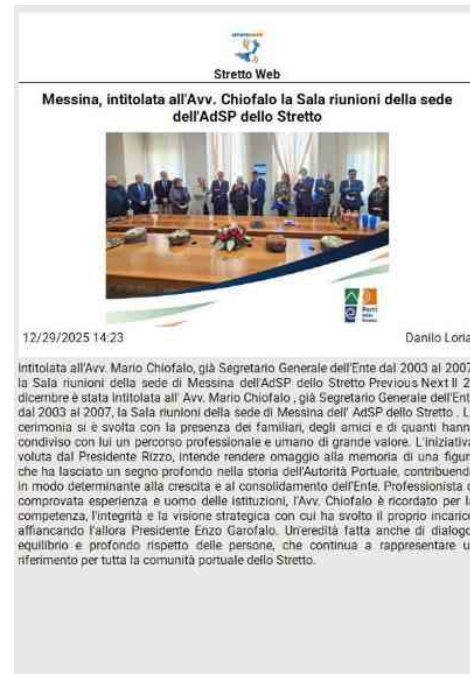 Stretto Web
Messina, intitolata all'Avv. Chiofalo la Sala riunioni della sede
dell'AdSP dello Stretto
Porti
dello
Stretto
12/29/2025 14:23
Danilo Loria
Intitolata all'Avv. Mario Chiofalo, già Segretario Generale dell'Ente dal 2003 al 2007
la Sala riunioni della sede di Messina dell'AdSP dello Stretto Previous Next Il 2
dicembre è stata intitolata all' Avv. Mario Chiofalo , già Segretario Generale dell'Ent
dal 2003 al 2007, la Sala riunioni della sede di Messina dell' AdSP dello Stretto . L
cerimonia si è svolta con la presenza dei familiari, degli amici e di quanti hann
condiviso con lui un percorso professionale e umano di grande valore. L'iniziativa
voluta dal Presidente Rizzo, intende rendere omaggio alla memoria di una figur
che ha lasciato un segno profondo nella storia dell'Autorità Portuale, contribuend
in modo determinante alla crescita e al consolidamento dell'Ente. Professionista d
comprovata esperienza e uomo delle istituzioni, l'Avv. Chiofalo è ricordato per l
competenza, l'integrità e la visione strategica con cui ha svolto il proprio incaric
affiancando l'allora Presidente Enzo Garofalo. Un'eredità fatta anche di dialogo
equilibrio e profondo rispetto delle persone, che continua a rappresentare u
riferimento per tutta la comunità portuale dello Stretto.